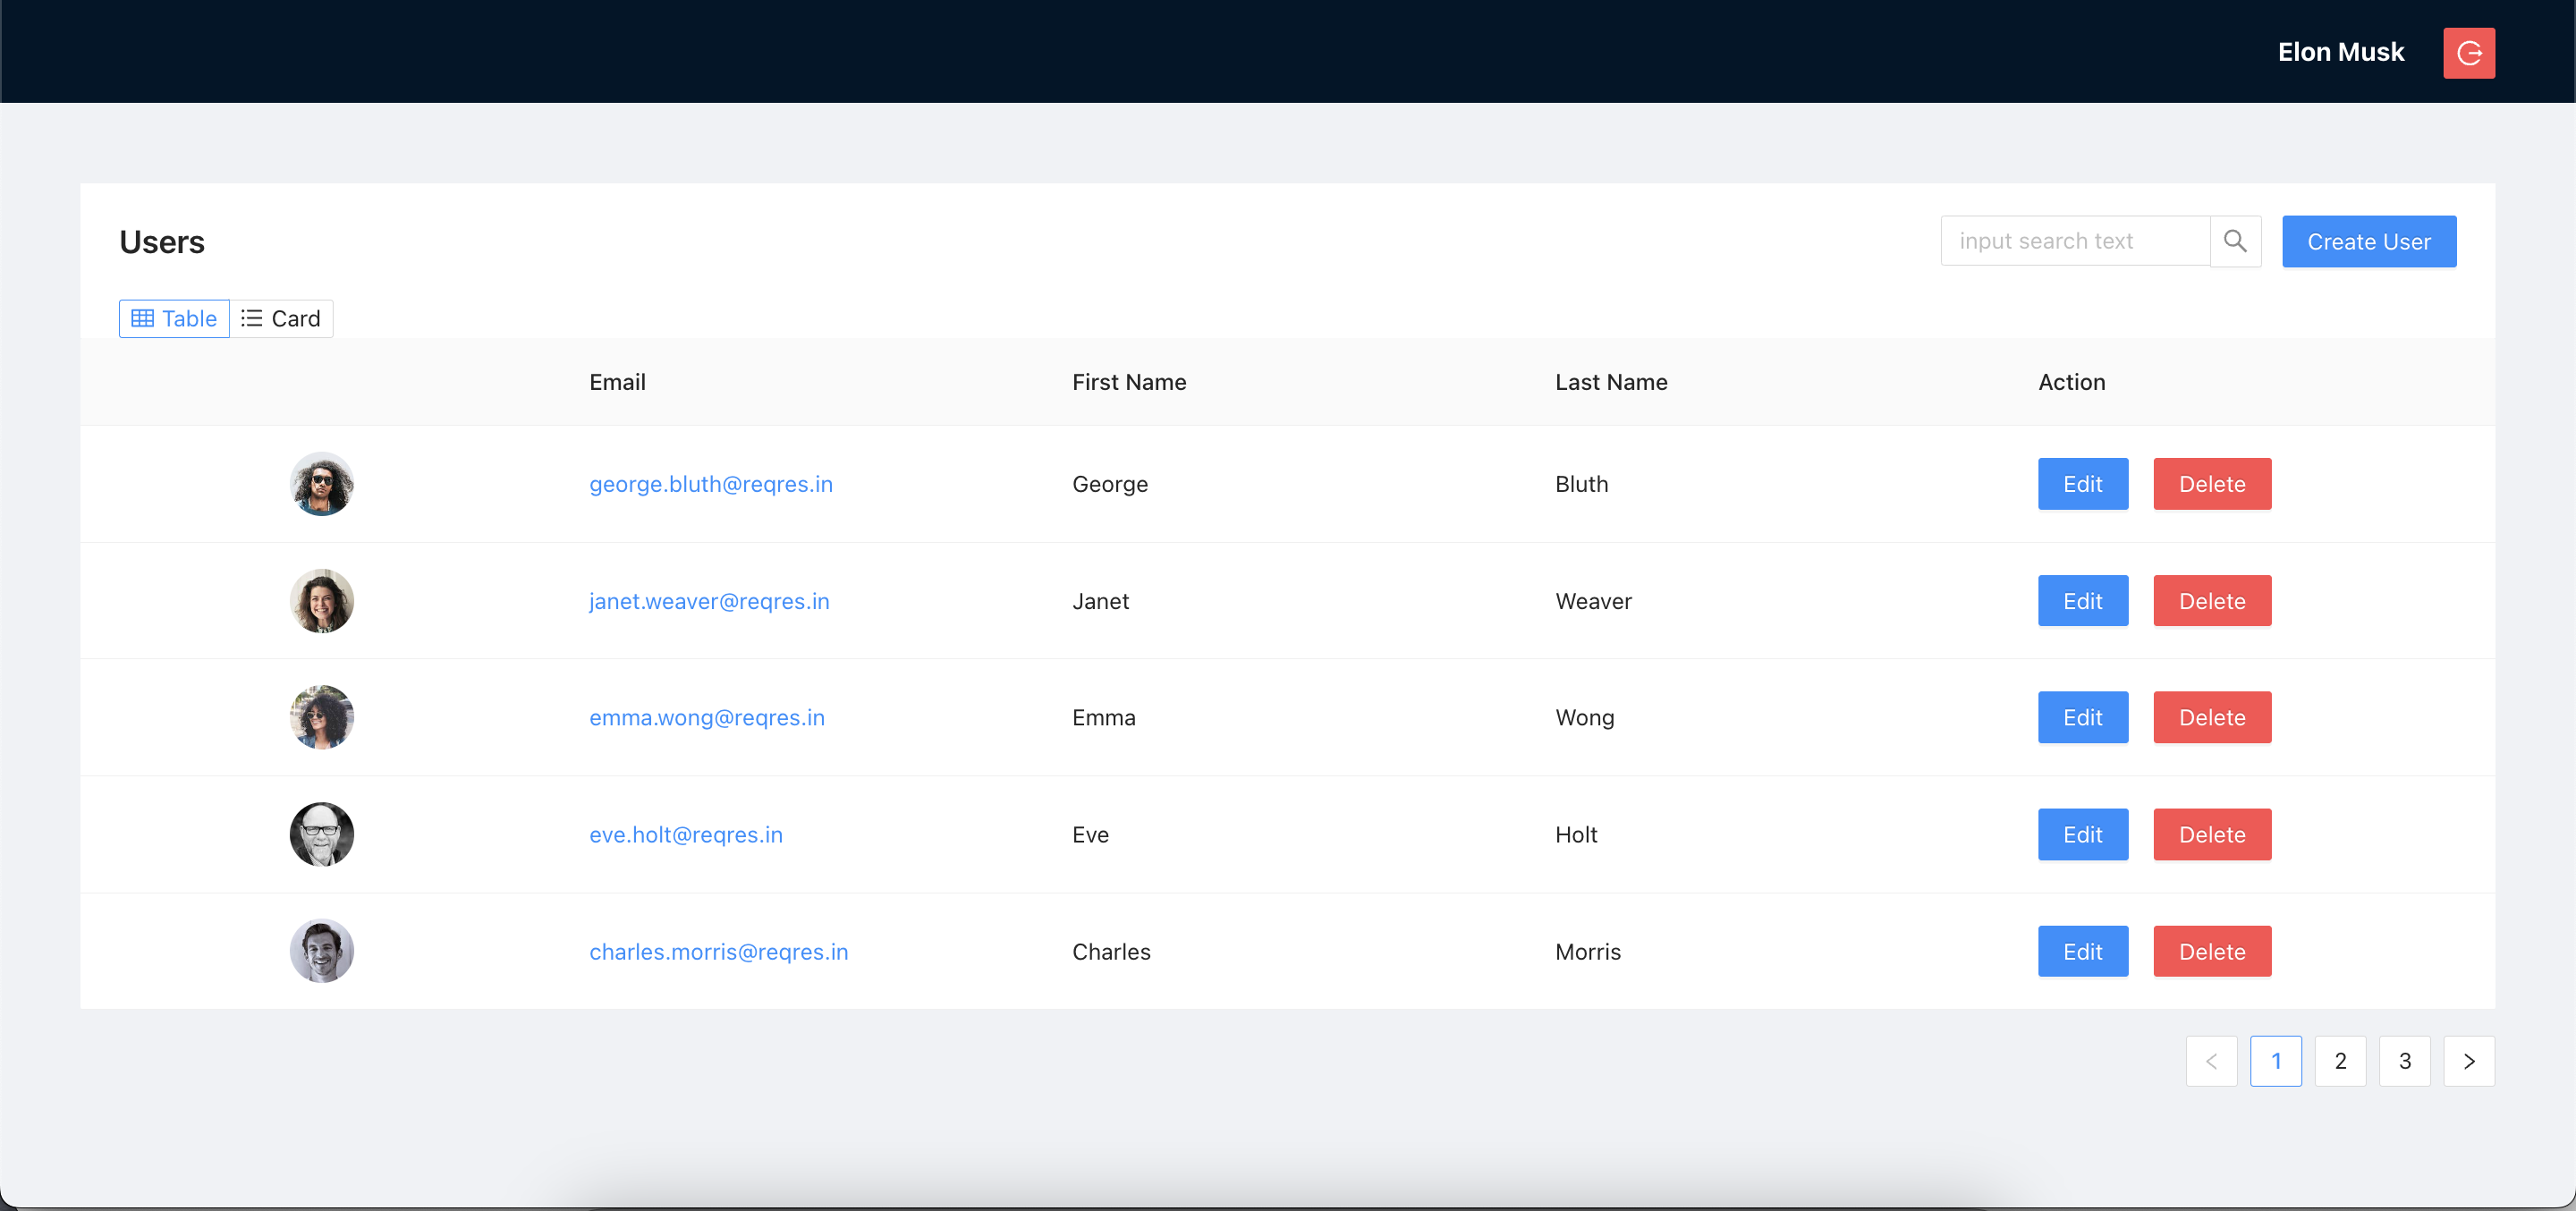 Elon Musk
Users
input search text
Create User
Table Card
Email First Name Last Name Action
george.bluth@reqres.in George Bluth Edit Delete
janet.weaver@reqres.in Janet Weaver Edit Delete
emma.wong@reqres.in Emma Wong Edit Delete
eve.holt@reqres.in Eve Holt Edit Delete
charles.morris@reqres.in Charles Morris Edit Delete
< 1 2 3 >